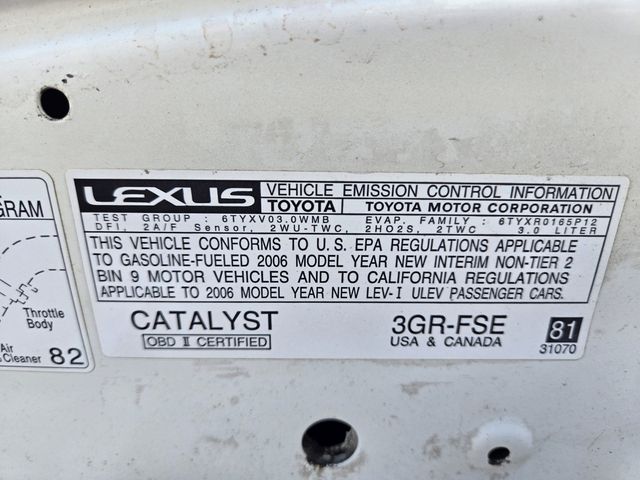 GRAM
Throttle
Body
Air
Cleaner 82
LEXUS VEHICLE EMISSION CONTROL INFORMATION
TOYOTA TOYOTA MOTOR CORPORATION
TEST GROUP : 6TYXV03.0WMB EVAP. FAMILY : 6TYXR0165P12
DFI, 2A/F Sensor, 2WU-TWC, 2HO2S, 2TWC 3.0 LITER
THIS VEHICLE CONFORMS TO U.S. EPA REGULATIONS APPLICABLE
TO GASOLINE-FUELED 2006 MODEL YEAR NEW INTERIM NON-TIER 2
BIN 9 MOTOR VEHICLES AND TO CALIFORNIA REGULATIONS
APPLICABLE TO 2006 MODEL YEAR NEW LEV-I ULEV PASSENGER CARS.
CATALYST 3GR-FSE 81
OBD II CERTIFIED USA & CANADA 31070